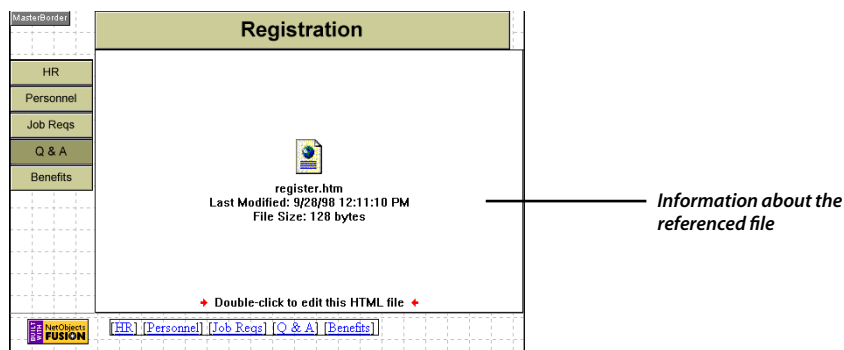 MasterBorder
Registration
HR
Personnel
Job Reqs
Q & A
Benefits
register.htm
Last Modified: 9/28/98 12:11:10 PM
File Size: 128 bytes
Information about the
referenced file
Double-click to edit this HTML file
BUILT WITH NetObjects FUSION
[HR] [Personnel] [Job Reqs] [Q & A] [Benefits]